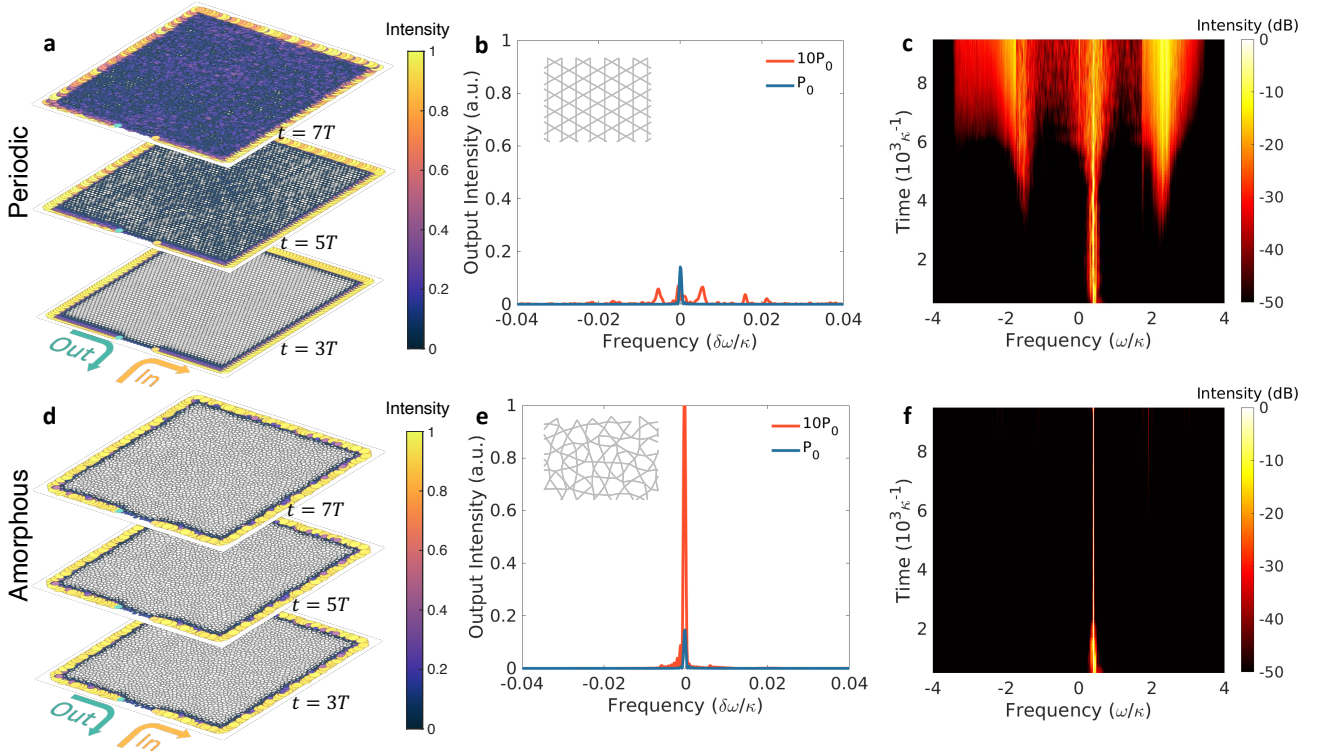 a
Intensity
1
0.8
0.6
0.4
0.2
0
Periodic
t = 7T
t = 5T
t = 3T
Out
In
b
Output Intensity (a.u.)
1
0.8
0.6
0.4
0.2
0
10P₀
P₀
-0.04
-0.02
0
0.02
0.04
Frequency (δω/κ)
c
Intensity (dB)
0
-10
-20
-30
-40
-50
Time (10³κ⁻¹)
8
6
4
2
-4
-2
0
2
4
Frequency (ω/κ)
d
Intensity
1
0.8
0.6
0.4
0.2
0
Amorphous
t = 7T
t = 5T
t = 3T
Out
In
e
Output Intensity (a.u.)
1
0.8
0.6
0.4
0.2
0
10P₀
P₀
-0.04
-0.02
0
0.02
0.04
Frequency (δω/κ)
f
Intensity (dB)
0
-10
-20
-30
-40
-50
Time (10³κ⁻¹)
8
6
4
2
-4
-2
0
2
4
Frequency (ω/κ)